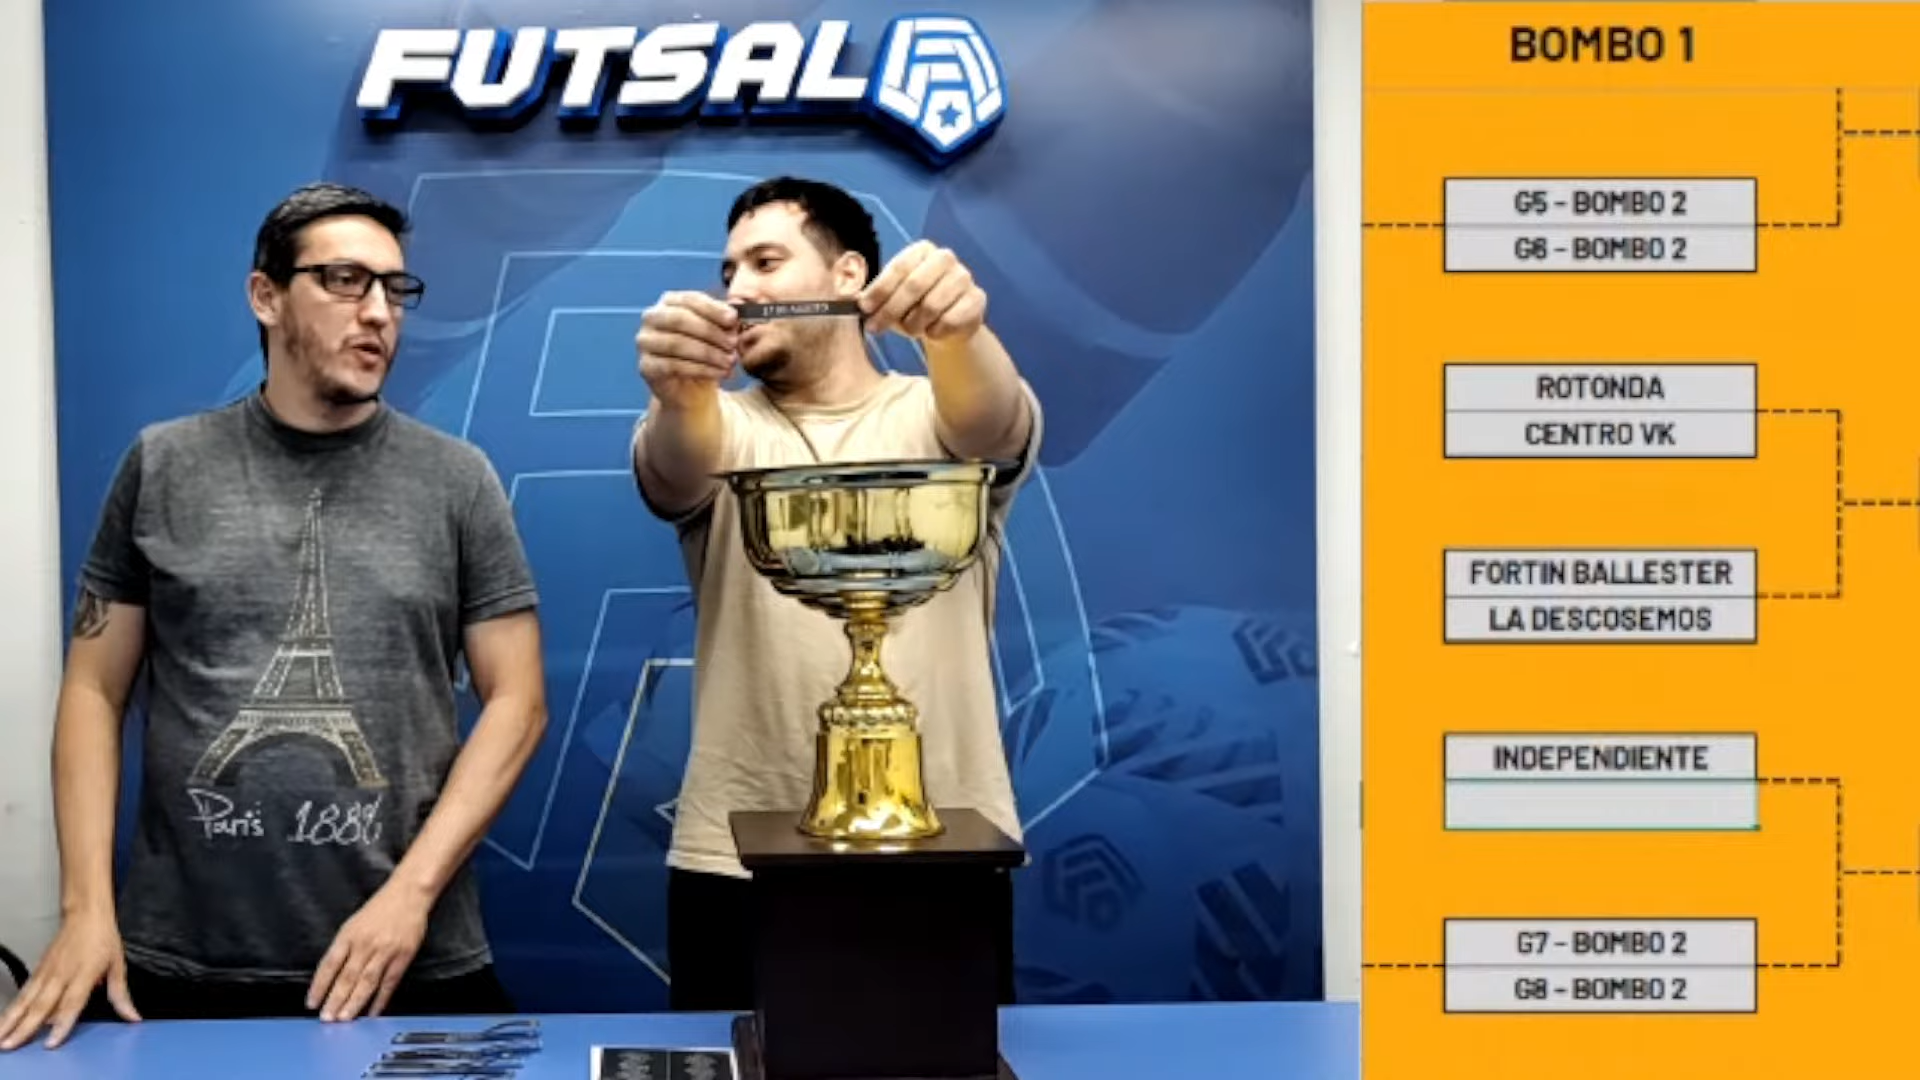 FUTSAL
Paris 1889
BOMBO 1
G5 - BOMBO 2
G6 - BOMBO 2
ROTONDA
CENTRO VK
FORTIN BALLESTER
LA DESCOSEMOS
INDEPENDIENTE
G7 - BOMBO 2
G8 - BOMBO 2